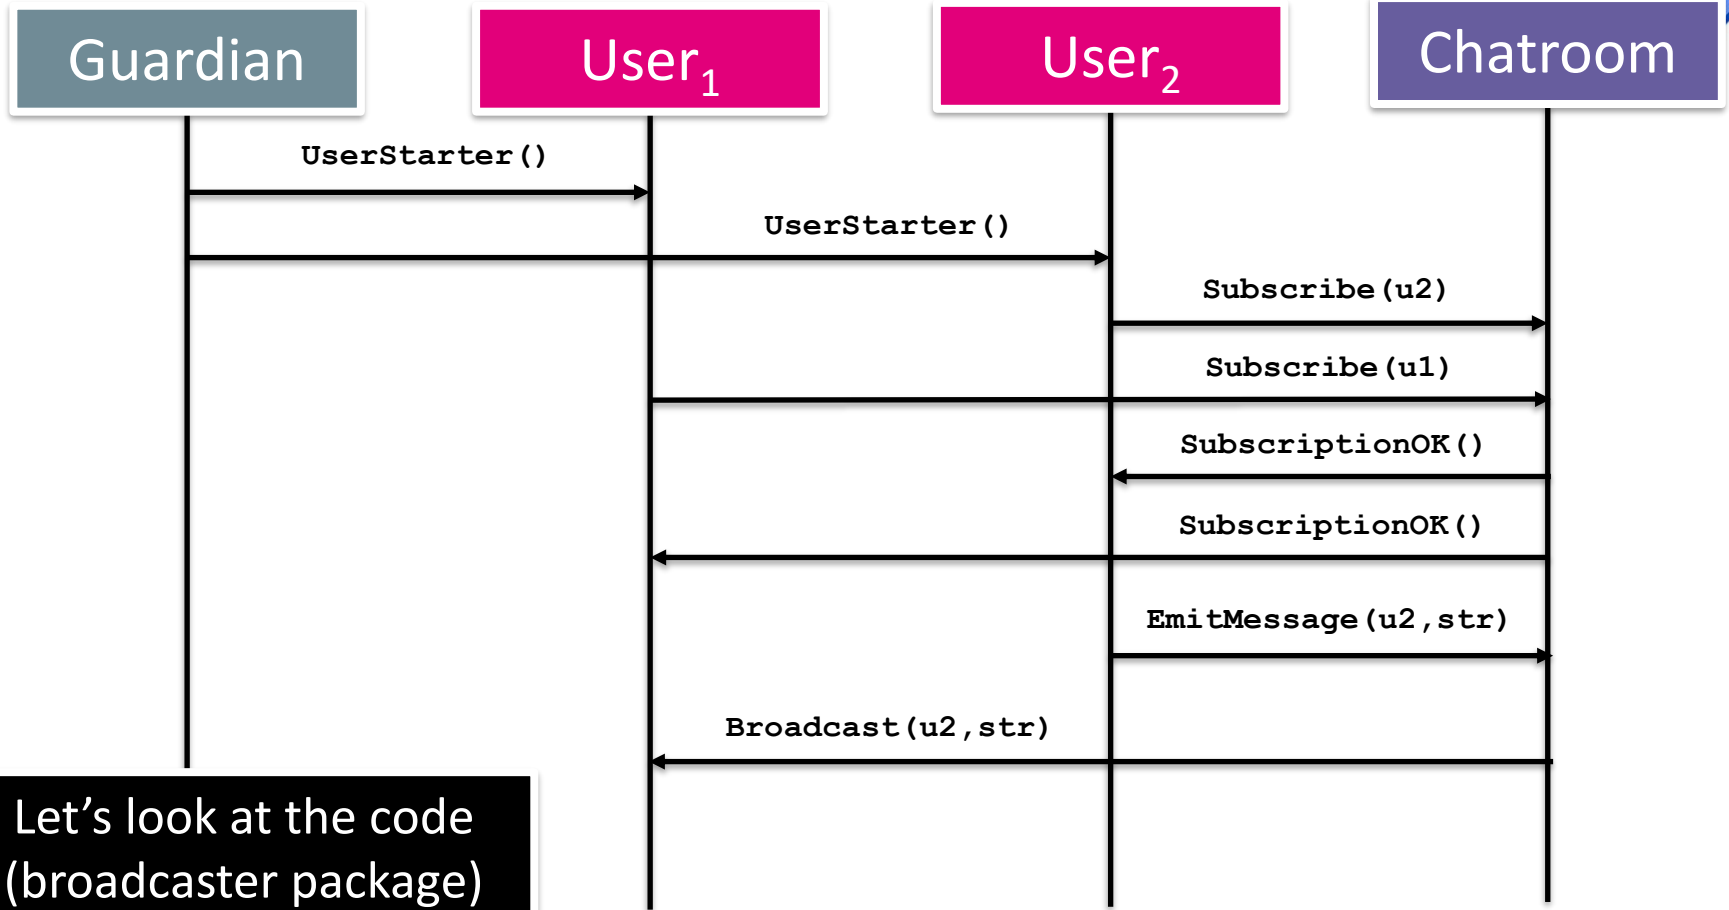 Guardian
User₁
User₂
Chatroom
UserStarter()
UserStarter()
Subscribe(u2)
Subscribe(u1)
SubscriptionOK()
SubscriptionOK()
EmitMessage(u2,str)
Broadcast(u2,str)
Let’s look at the code
(broadcaster package)